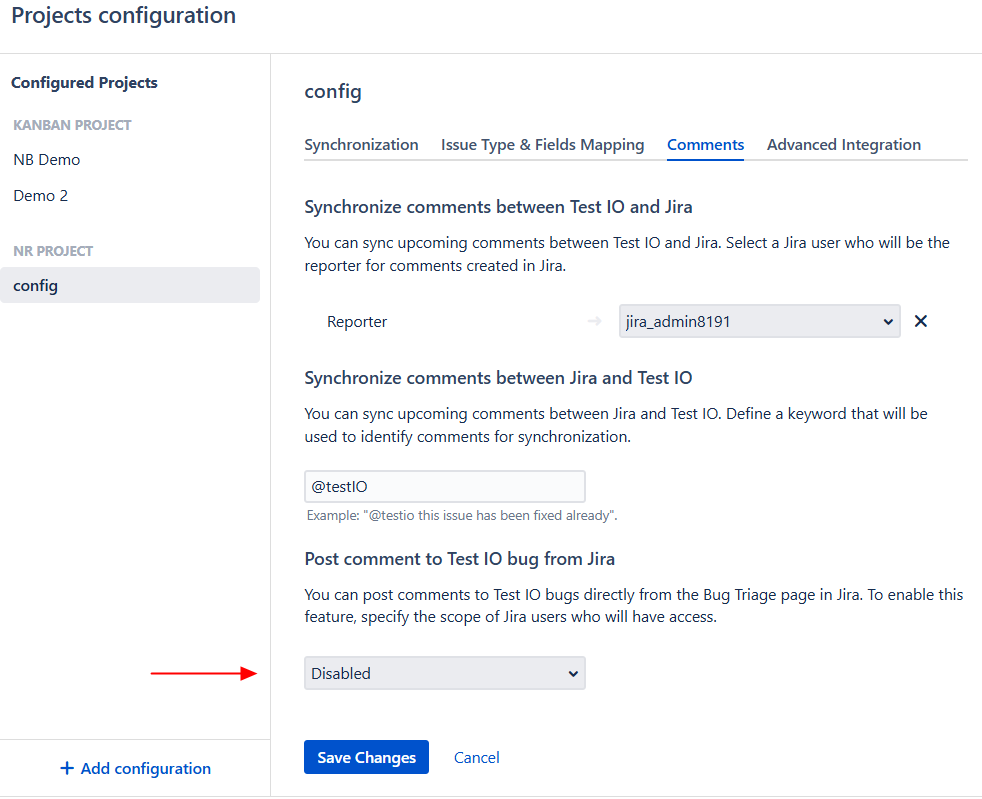 Projects configuration
Configured Projects
KANBAN PROJECT
NB Demo
Demo 2
NR PROJECT
config
+ Add configuration
config
Synchronization Issue Type & Fields Mapping Comments Advanced Integration
Synchronize comments between Test IO and Jira
You can sync upcoming comments between Test IO and Jira. Select a Jira user who will be the
reporter for comments created in Jira.
Reporter → jira_admin8191 ✕
Synchronize comments between Jira and Test IO
You can sync upcoming comments between Jira and Test IO. Define a keyword that will be
used to identify comments for synchronization.
@testIO
Example: "@testio this issue has been fixed already".
Post comment to Test IO bug from Jira
You can post comments to Test IO bugs directly from the Bug Triage page in Jira. To enable this
feature, specify the scope of Jira users who will have access.
Disabled
Save Changes Cancel